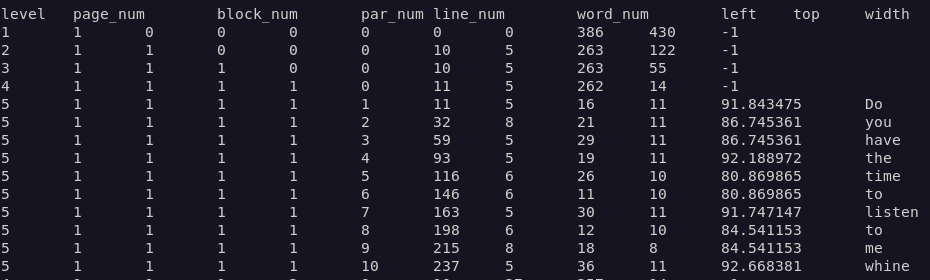 level page_num block_num par_num line_num word_num left top width
1 1 0 0 0 0 0 0 386 430 -1
2 1 1 0 0 0 10 5 263 122 -1
3 1 1 1 0 0 10 5 263 55 -1
4 1 1 1 1 0 11 5 262 14 -1
5 1 1 1 1 1 11 5 16 11 91.843475 Do
5 1 1 1 1 2 32 8 21 11 86.745361 you
5 1 1 1 1 3 59 5 29 11 86.745361 have
5 1 1 1 1 4 93 5 19 11 92.188972 the
5 1 1 1 1 5 116 6 26 10 80.869865 time
5 1 1 1 1 6 146 6 11 10 80.869865 to
5 1 1 1 1 7 163 5 30 11 91.747147 listen
5 1 1 1 1 8 198 6 12 10 84.541153 to
5 1 1 1 1 9 215 8 18 8 84.541153 me
5 1 1 1 1 10 237 5 36 11 92.668381 whine